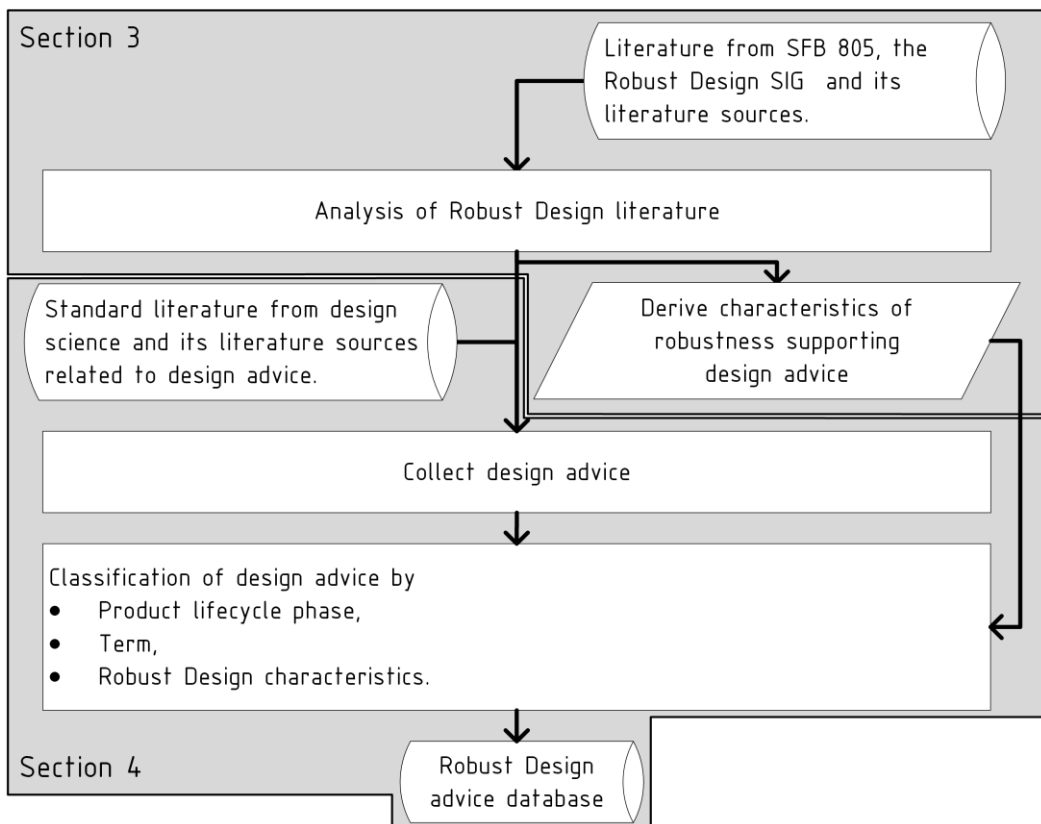 Section 3
Literature from SFB 805, the
Robust Design SIG and its
literature sources.
Analysis of Robust Design literature
Standard literature from design
science and its literature sources
related to design advice.
Derive characteristics of
robustness supporting
design advice
Collect design advice
Classification of design advice by
● Product lifecycle phase,
● Term,
● Robust Design characteristics.
Section 4
Robust Design
advice database